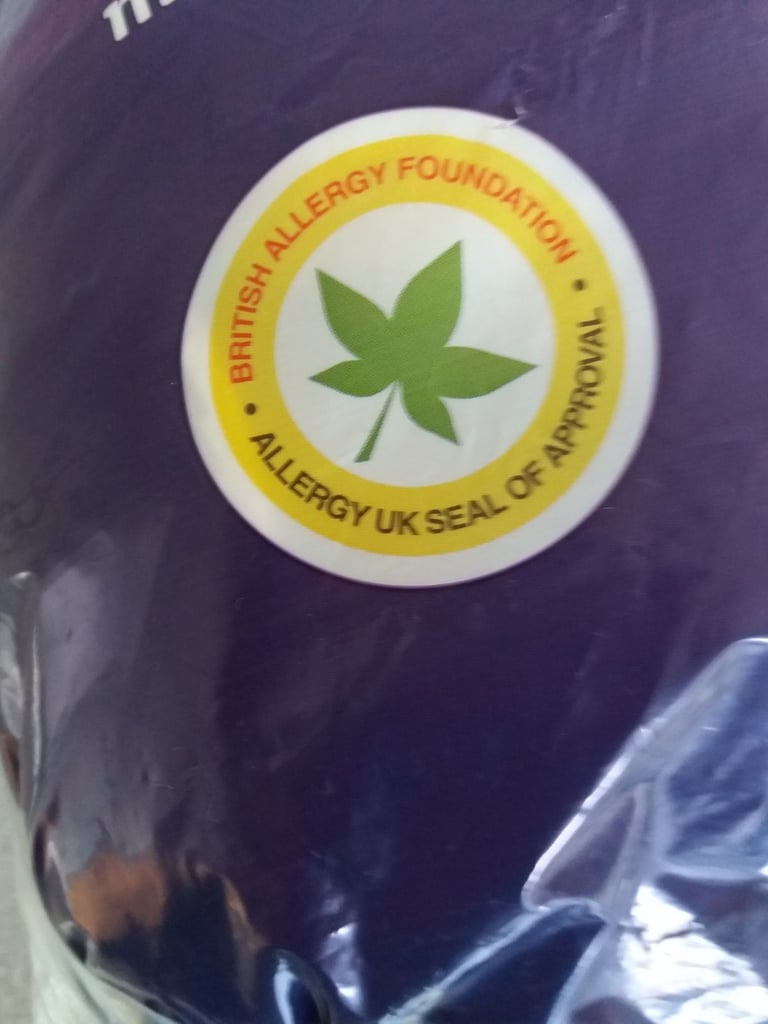 BRITISH ALLERGY FOUNDATION
• ALLERGY UK SEAL OF APPROVAL •